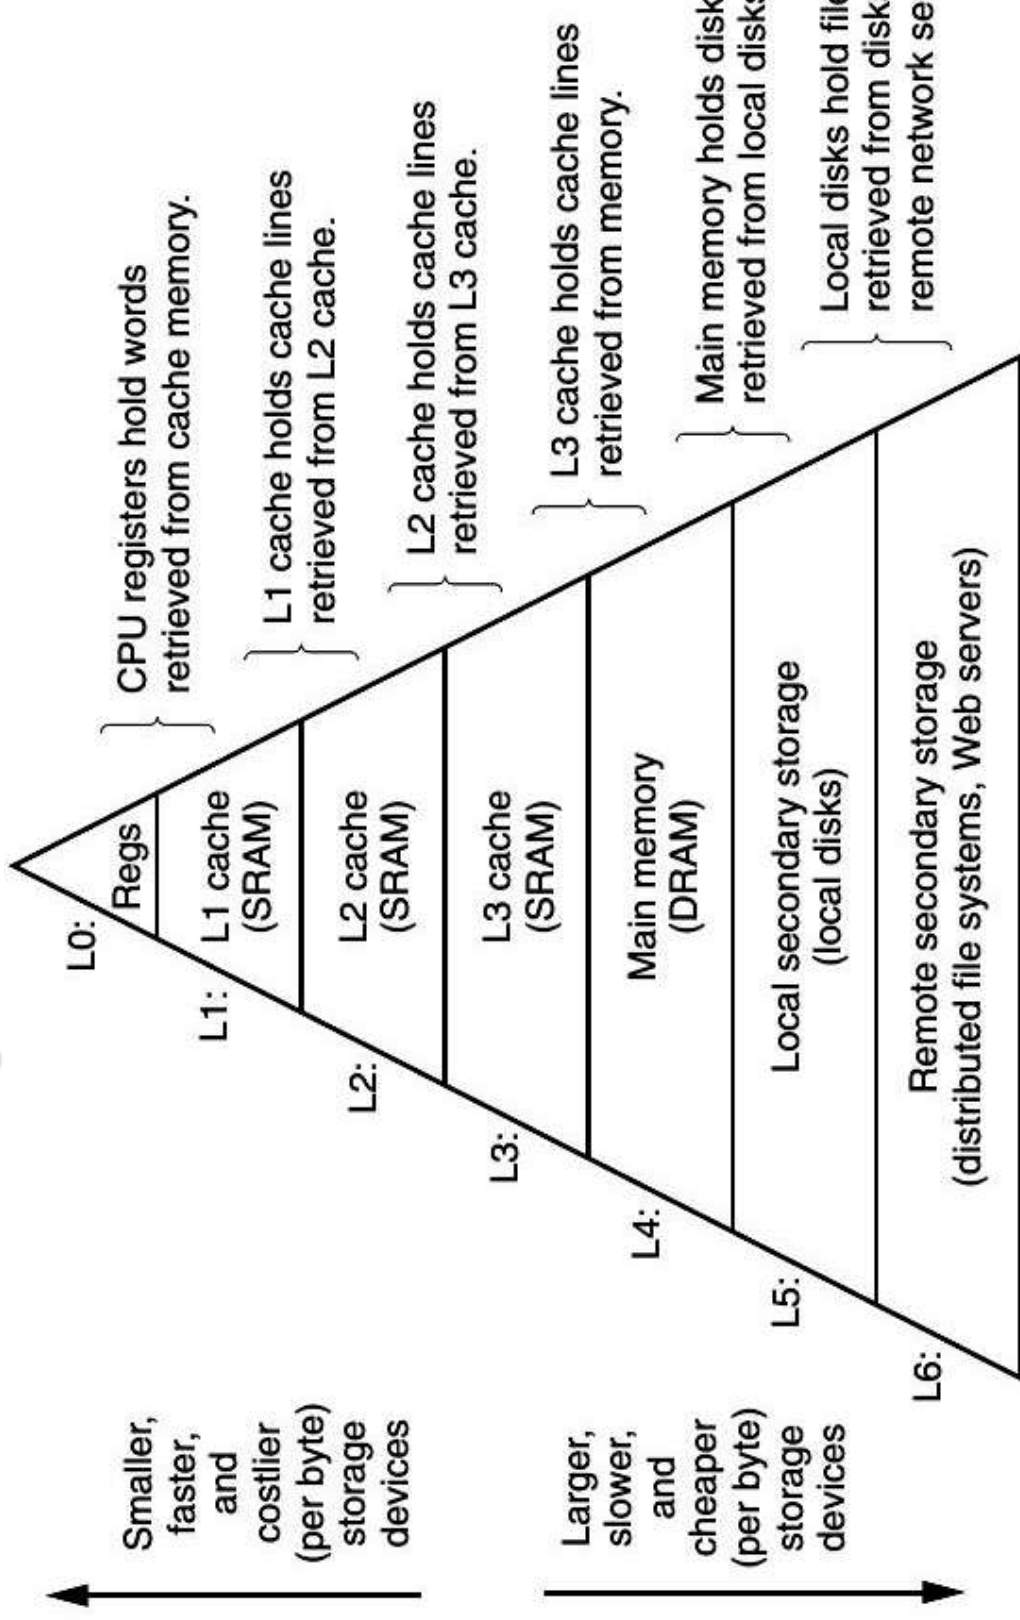 Smaller,
faster,
and
costlier
(per byte)
storage
devices
Larger,
slower,
and
cheaper
(per byte)
storage
devices
L0:
Regs
CPU registers hold words
retrieved from cache memory.
L1:
L1 cache
(SRAM)
L1 cache holds cache lines
retrieved from L2 cache.
L2:
L2 cache
(SRAM)
L2 cache holds cache lines
retrieved from L3 cache.
L3:
L3 cache
(SRAM)
L3 cache holds cache lines
retrieved from memory.
L4:
Main memory
(DRAM)
Main memory holds disk
retrieved from local disks
L5:
Local secondary storage
(local disks)
Local disks hold
retrieved from disk
remote network
L6:
Remote secondary storage
(distributed file systems, Web servers)